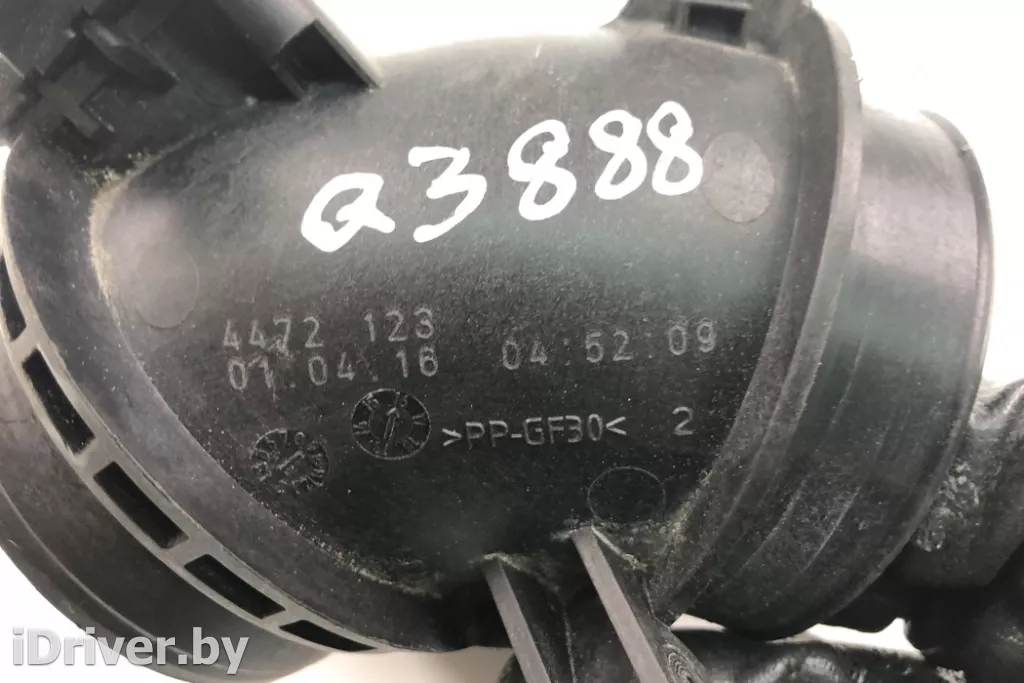 Q3888
4472 123
01.04.16 04:52:09
>PP-GF30< 2
iDriver.by